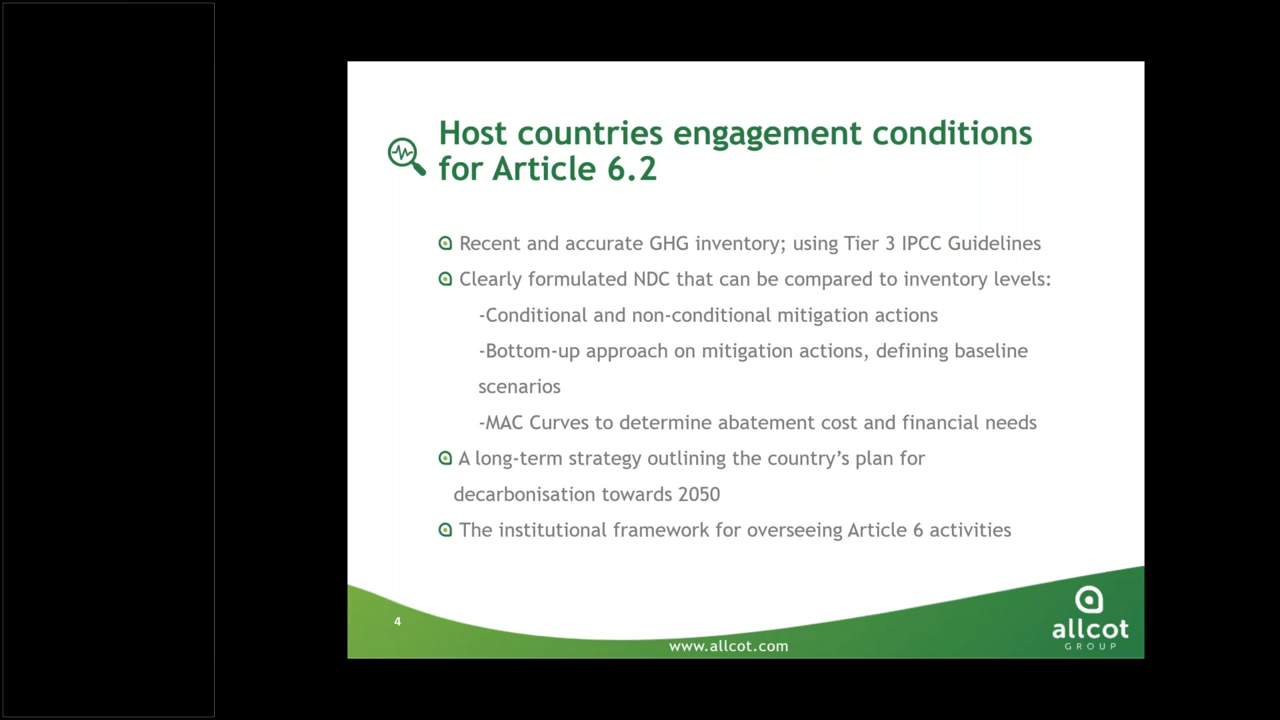 Host countries engagement conditions
for Article 6.2
Recent and accurate GHG inventory; using Tier 3 IPCC Guidelines
Clearly formulated NDC that can be compared to inventory levels:
-Conditional and non-conditional mitigation actions
-Bottom-up approach on mitigation actions, defining baseline
scenarios
-MAC Curves to determine abatement cost and financial needs
A long-term strategy outlining the country’s plan for
decarbonisation towards 2050
The institutional framework for overseeing Article 6 activities
4
www.allcot.com
allcot
GROUP